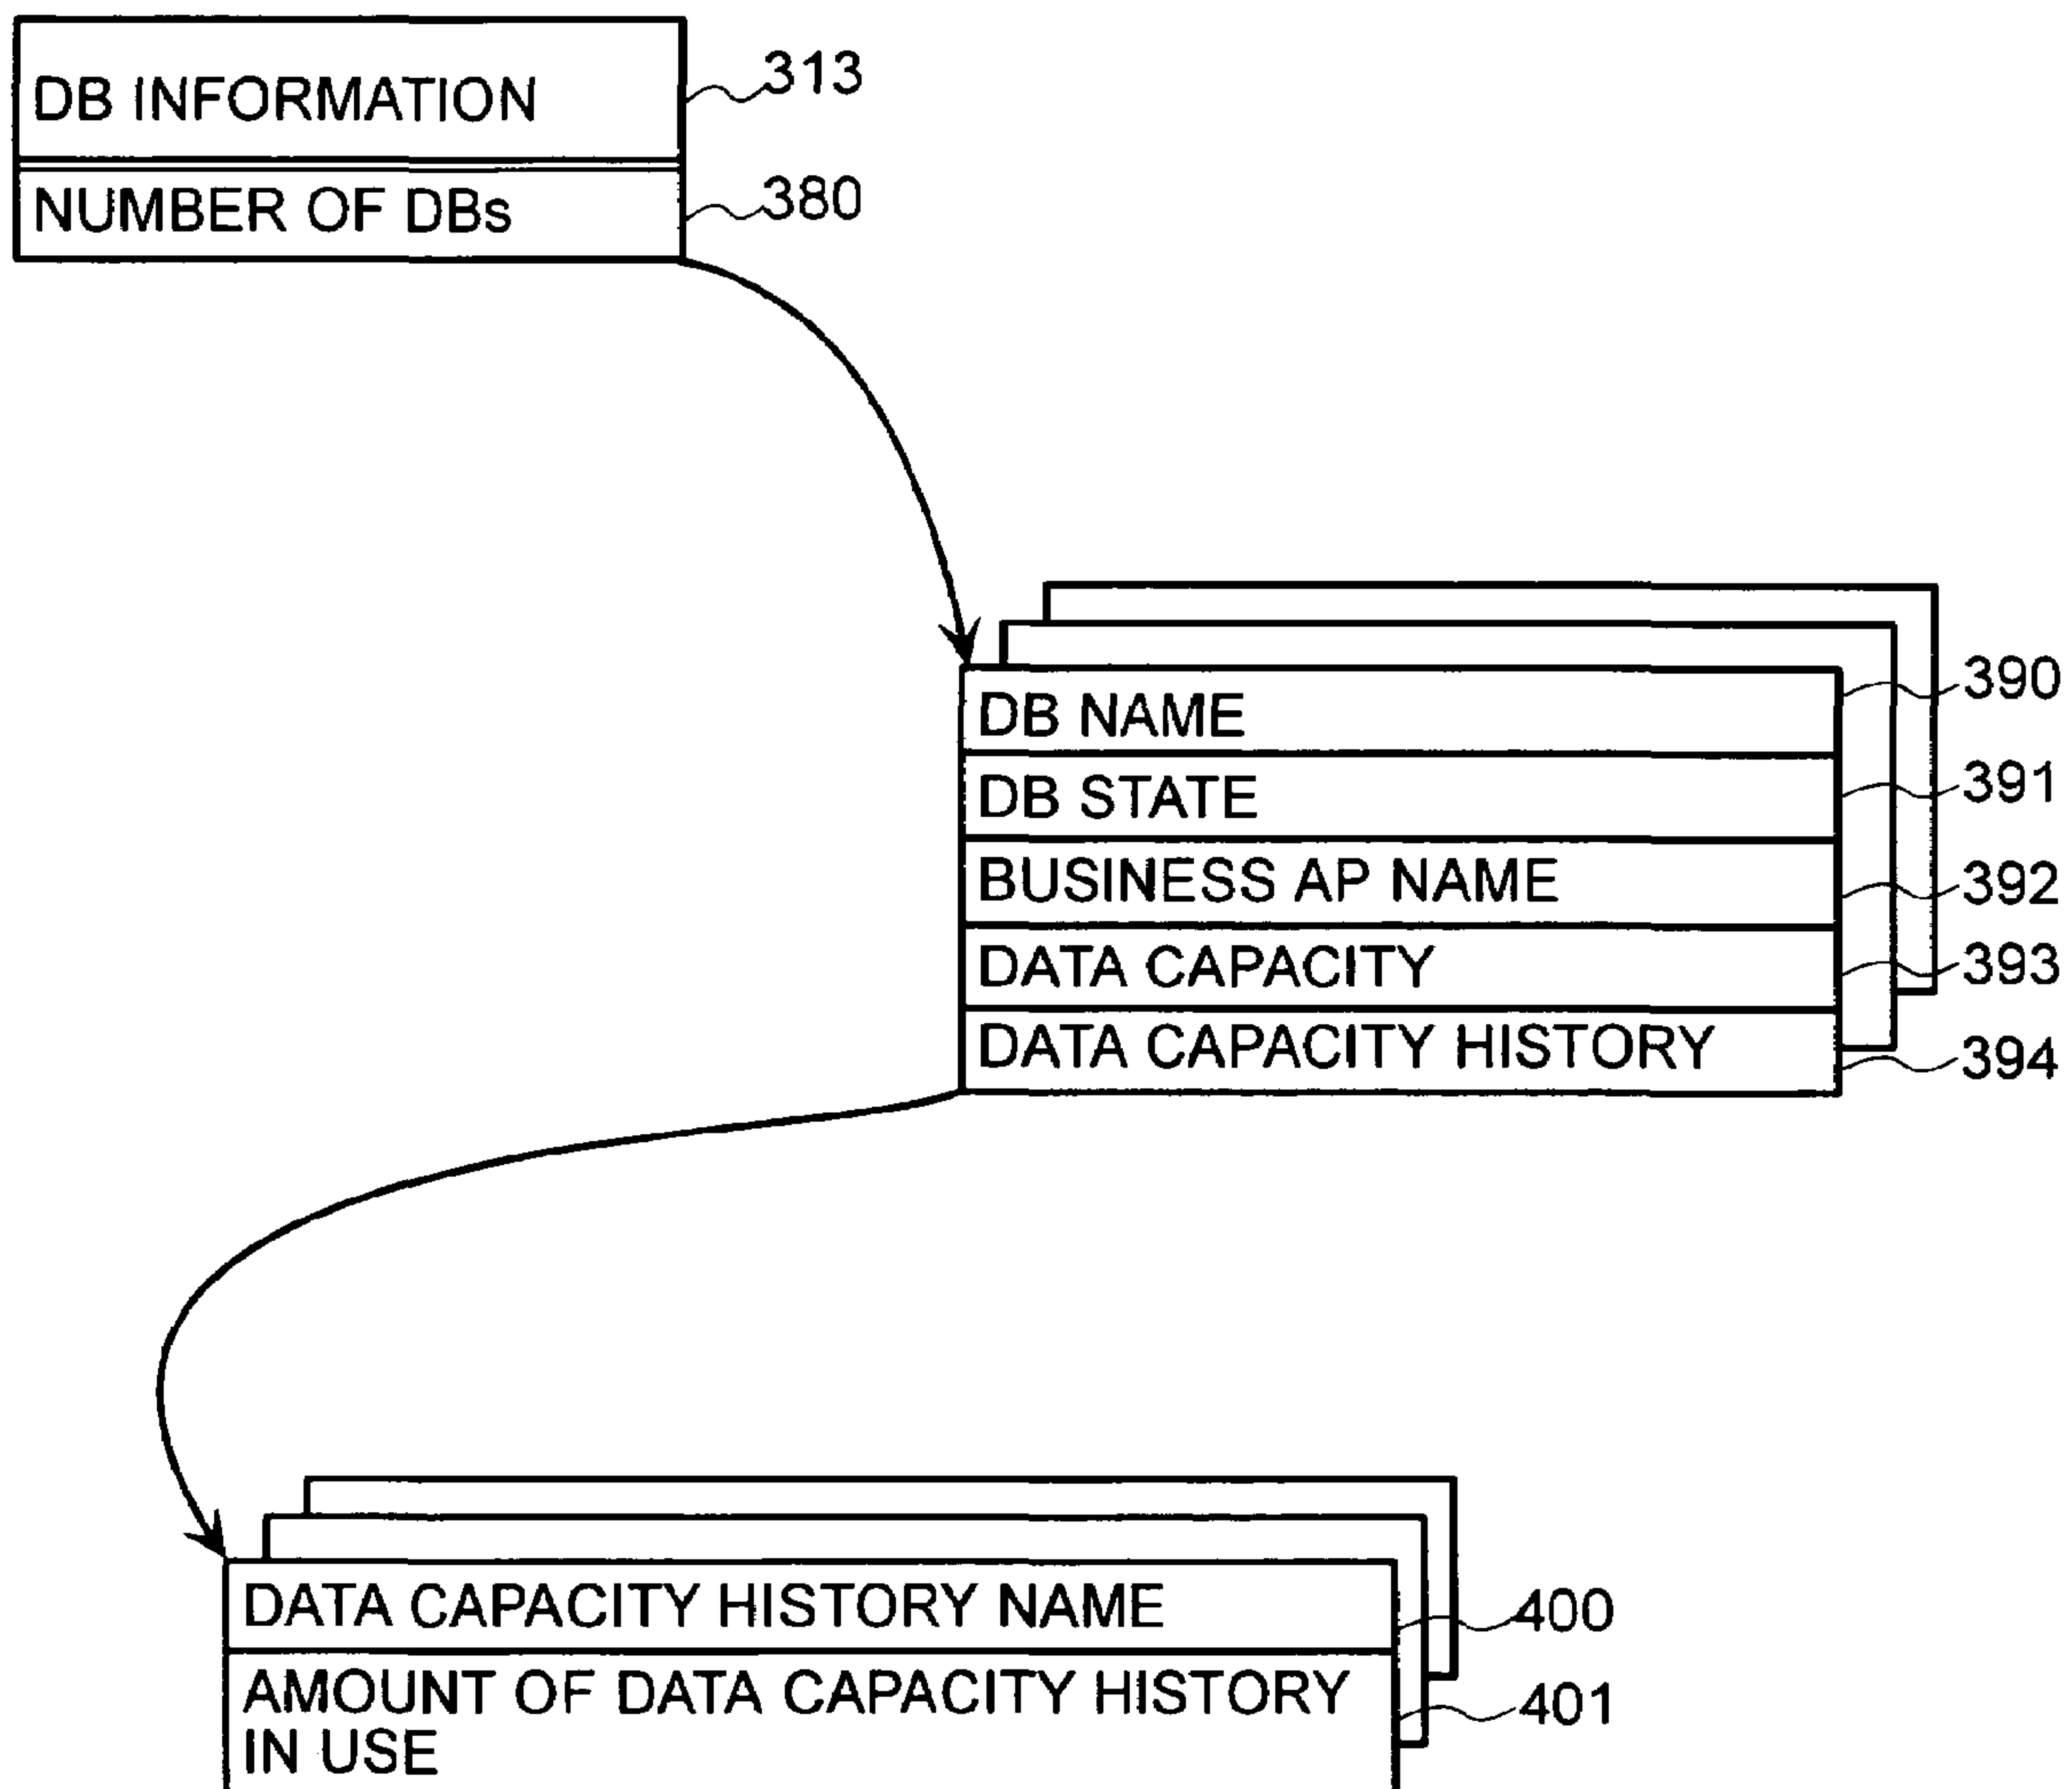 DB INFORMATION 313
NUMBER OF DBs 380
DB NAME 390
DB STATE 391
BUSINESS AP NAME 392
DATA CAPACITY 393
DATA CAPACITY HISTORY 394
DATA CAPACITY HISTORY NAME 400
AMOUNT OF DATA CAPACITY HISTORY 401
IN USE